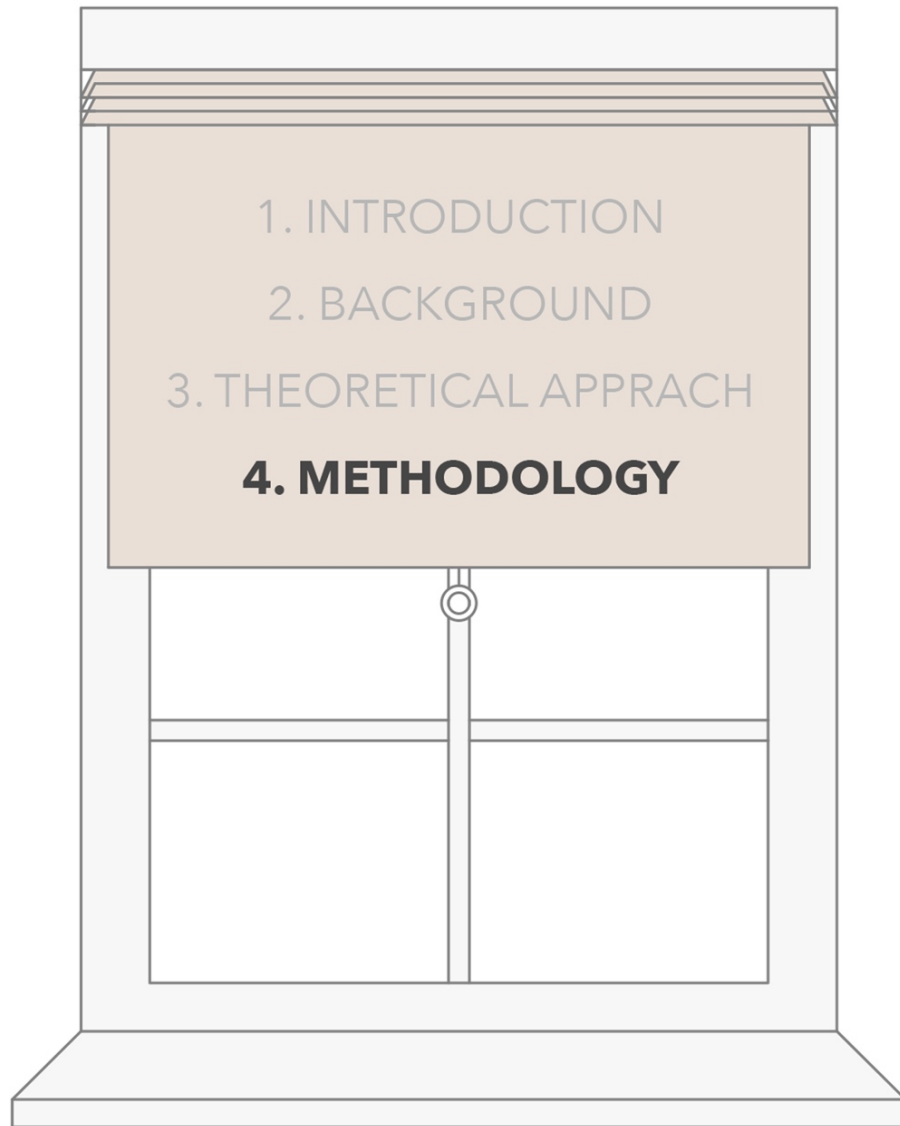 1. INTRODUCTION
2. BACKGROUND
3. THEORETICAL APPRACH
4. METHODOLOGY